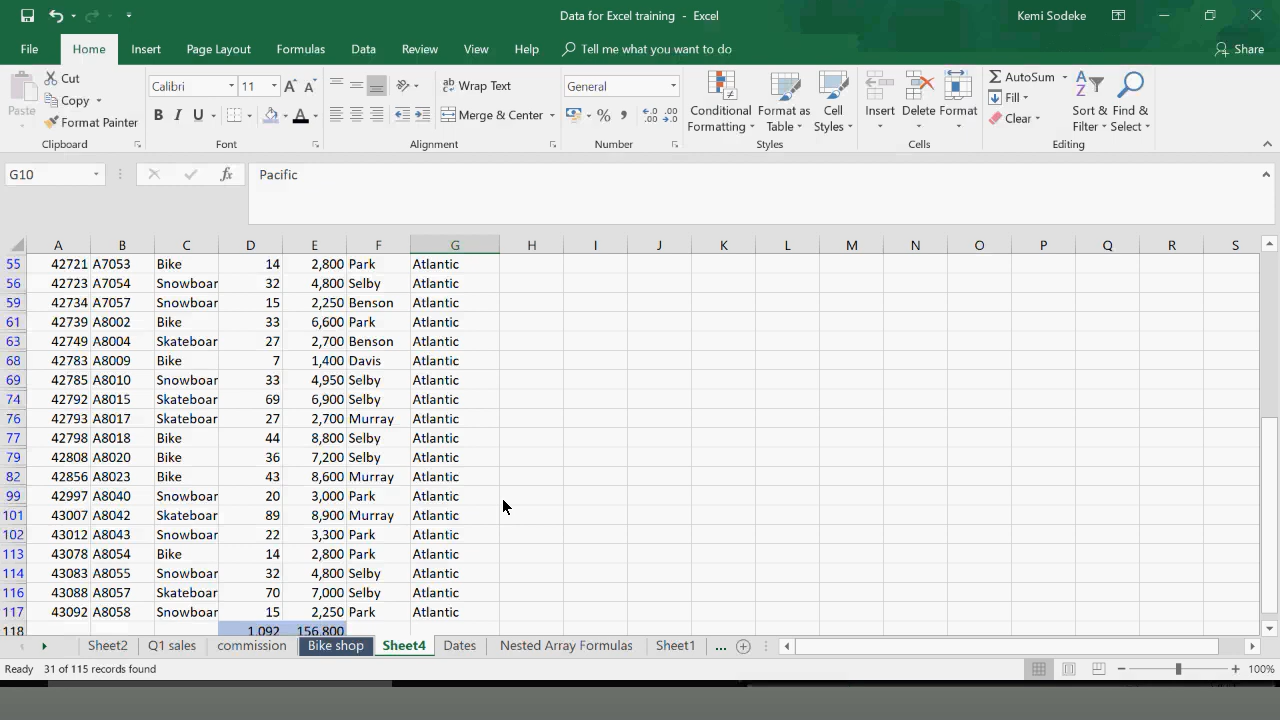 Data for Excel training - Excel
Kemi Sodeke
File Home Insert Page Layout Formulas Data Review View Help Tell me what you want to do Share
Paste
Cut
Copy
Format Painter
Clipboard
Calibri 11 A A
B I U A
Font
ab Wrap Text
Merge & Center
Alignment
General
% ,
Number
Conditional Formatting
Format as Table
Cell Styles
Styles
Insert Delete Format
Cells
AutoSum
Fill
Clear
Sort & Filter
Find & Select
Editing
G10 fx Pacific
A B C D E F G H I J K L M N O P Q R S
55 42721 A7053 Bike 14 2,800 Park Atlantic
56 42723 A7054 Snowboar 32 4,800 Selby Atlantic
59 42734 A7057 Snowboar 15 2,250 Benson Atlantic
61 42739 A8002 Bike 33 6,600 Park Atlantic
63 42749 A8004 Skateboar 27 2,700 Benson Atlantic
68 42783 A8009 Bike 7 1,400 Davis Atlantic
69 42785 A8010 Snowboar 33 4,950 Selby Atlantic
74 42792 A8015 Skateboar 69 6,900 Selby Atlantic
76 42793 A8017 Skateboar 27 2,700 Murray Atlantic
77 42798 A8018 Bike 44 8,800 Selby Atlantic
79 42808 A8020 Bike 36 7,200 Selby Atlantic
82 42856 A8023 Bike 43 8,600 Murray Atlantic
99 42997 A8040 Snowboar 20 3,000 Park Atlantic
101 43007 A8042 Skateboar 89 8,900 Murray Atlantic
102 43012 A8043 Snowboar 22 3,300 Park Atlantic
113 43078 A8054 Bike 14 2,800 Park Atlantic
114 43083 A8055 Snowboar 32 4,800 Selby Atlantic
116 43088 A8057 Skateboar 70 7,000 Selby Atlantic
117 43092 A8058 Snowboar 15 2,250 Park Atlantic
118 1,092 156,800
Sheet2 Q1 sales commission Bike shop Sheet4 Dates Nested Array Formulas Sheet1 ...
Ready 31 of 115 records found 100%